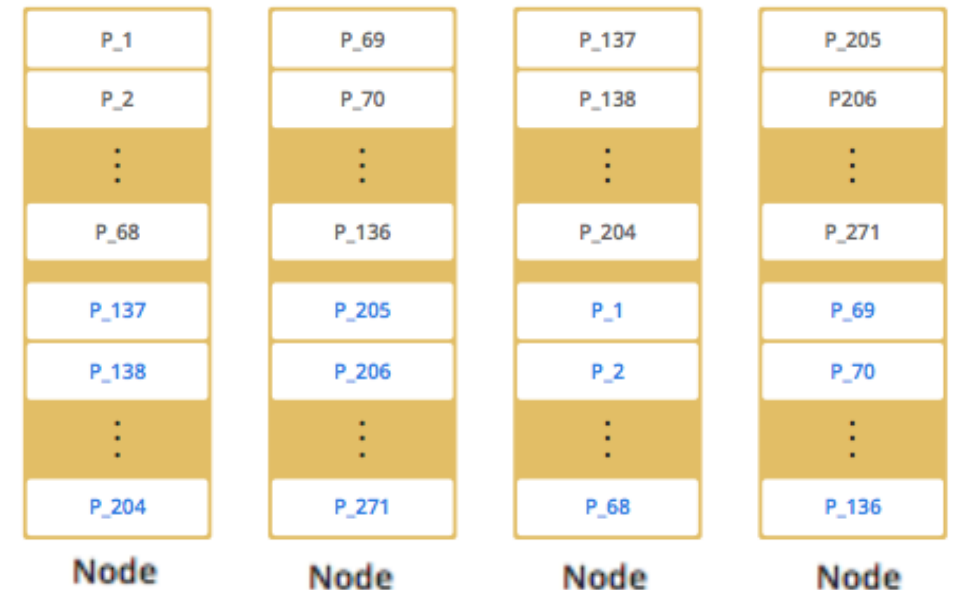 P_1 P_69 P_137 P_205
P_2 P_70 P_138 P206
P_68 P_136 P_204 P_271
P_137 P_205 P_1 P_69
P_138 P_206 P_2 P_70
P_204 P_271 P_68 P_136
Node Node Node Node